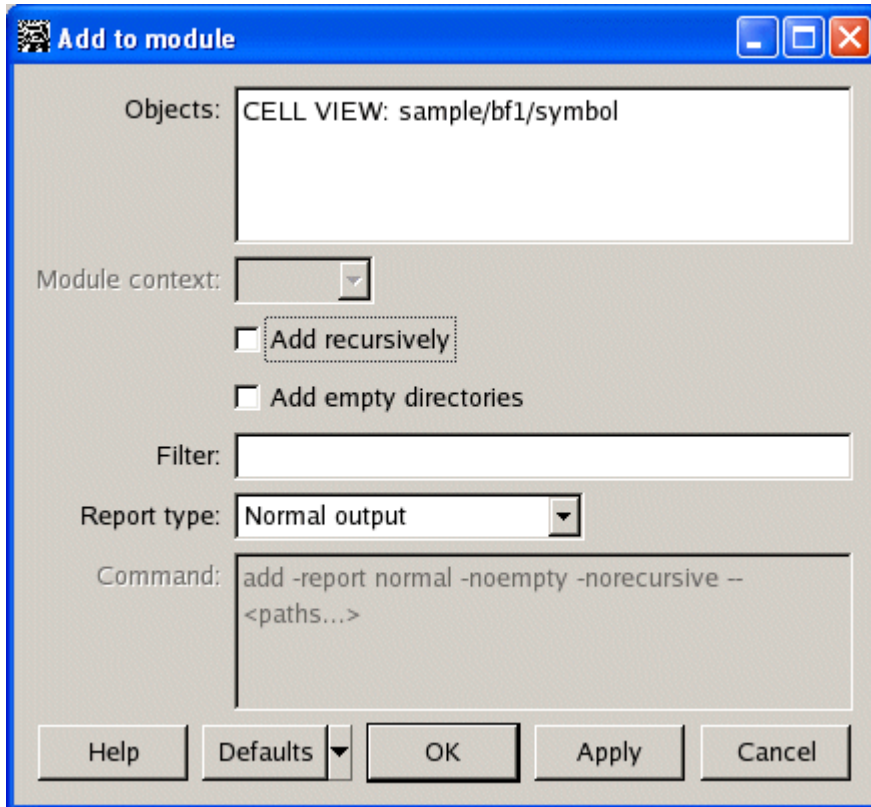 Add to module
Objects:
CELL VIEW: sample/bf1/symbol
Module context:
Add recursively
Add empty directories
Filter:
Report type: Normal output
Command:
add -report normal -noempty -norecursive --
<paths...>
Help Defaults OK Apply Cancel